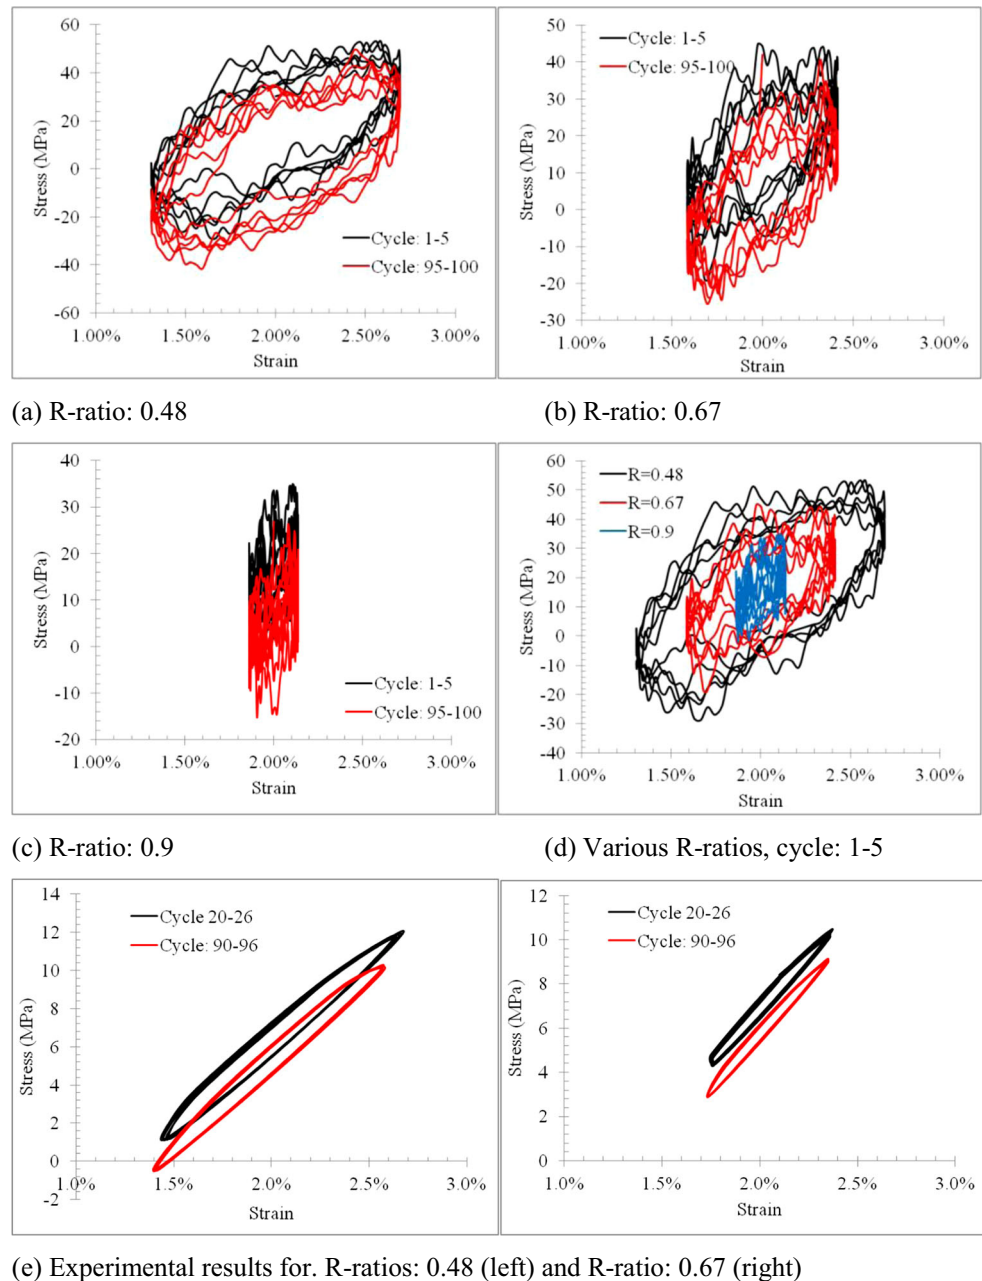 60
40
20
0
-20
-40
-60
Stress (MPa)
Cycle: 1-5
Cycle: 95-100
1.00% 1.50% 2.00% 2.50% 3.00%
Strain
50
40
30
20
10
0
-10
-20
-30
Stress (MPa)
Cycle: 1-5
Cycle: 95-100
1.00% 1.50% 2.00% 2.50% 3.00%
Strain
(a) R-ratio: 0.48
(b) R-ratio: 0.67
40
30
20
10
0
-10
-20
Stress (MPa)
Cycle: 1-5
Cycle: 95-100
1.00% 1.50% 2.00% 2.50% 3.00%
Strain
60
50
40
30
20
10
0
-10
-20
-30
-40
Stress (MPa)
R=0.48
R=0.67
R=0.9
1.00% 1.50% 2.00% 2.50% 3.00%
Strain
(c) R-ratio: 0.9
(d) Various R-ratios, cycle: 1-5
14
12
10
8
6
4
2
0
-2
Stress (MPa)
Cycle 20-26
Cycle: 90-96
1.0% 1.5% 2.0% 2.5% 3.0%
Strain
12
10
8
6
4
2
0
Stress (MPa)
Cycle 20-26
Cycle: 90-96
1.0% 1.5% 2.0% 2.5% 3.0%
Strain
(e) Experimental results for. R-ratios: 0.48 (left) and R-ratio: 0.67 (right)